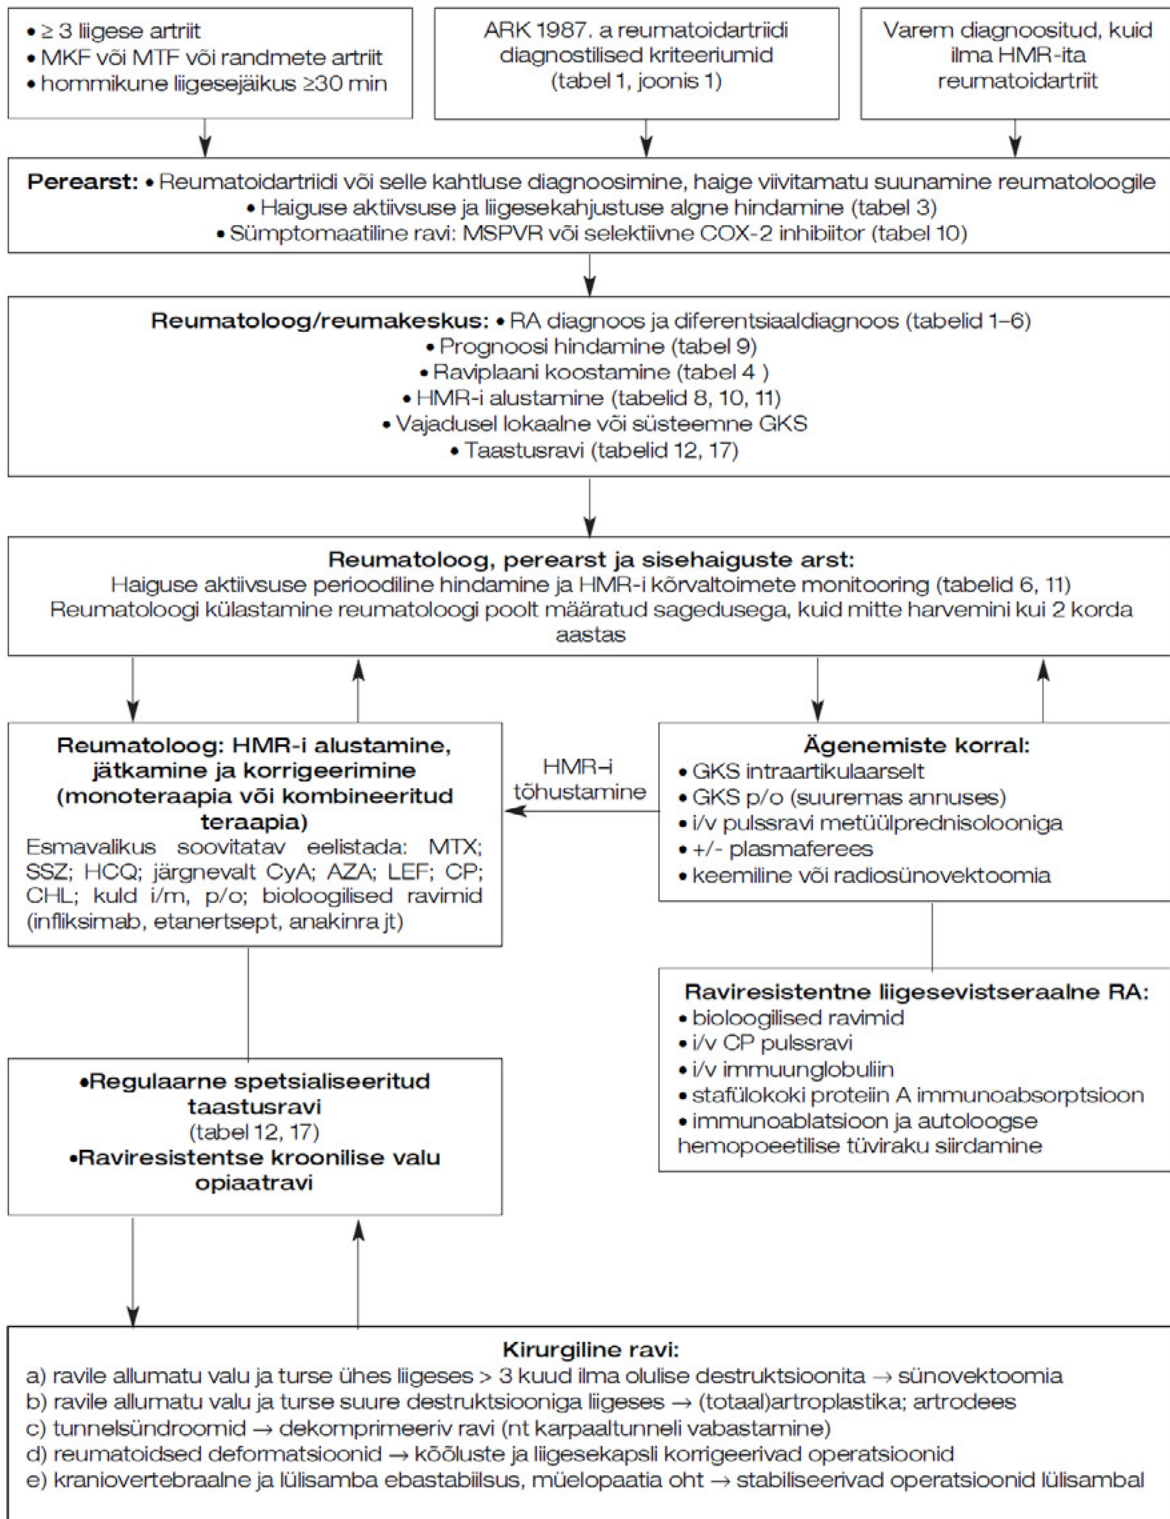 • ≥ 3 liigese artriit
• MKF või MTF või randmete artriit
• hommikune liigesejäikus ≥30 min
ARK 1987. a reumatoidartriidi
diagnostilised kriteeriumid
(tabel 1, joonis 1)
Varem diagnoositud, kuid
ilma HMR-ita
reumatoidartriit
Perearst: • Reumatoidartriidi või selle kahtluse diagnoosimine, haige viivitamatu suunamine reumatoloogile
• Haiguse aktiivsuse ja liigesekahjustuse algne hindamine (tabel 3)
• Sümptomaatiline ravi: MSPVR või selektiivne COX-2 inhibiitor (tabel 10)
Reumatoloog/reumakeskus: • RA diagnoos ja diferentsiaaldiagnoos (tabelid 1–6)
• Prognoosi hindamine (tabel 9)
• Raviplaani koostamine (tabel 4 )
• HMR-i alustamine (tabelid 8, 10, 11)
• Vajadusel lokaalne või süsteemne GKS
• Taastusravi (tabelid 12, 17)
Reumatoloog, perearst ja sisehaiguste arst:
Haiguse aktiivsuse perioodiline hindamine ja HMR-i kõrvaltoimete monitooring (tabelid 6, 11)
Reumatoloogi külastamine reumatoloogi poolt määratud sagedusega, kuid mitte harvemini kui 2 korda
aastas
Reumatoloog: HMR-i alustamine,
jätkamine ja korrigeerimine
(monoteraapia või kombineeritud
teraapia)
Esmavalikus soovitatav eelistada: MTX;
SSZ; HCQ; järgnevalt CyA; AZA; LEF; CP;
CHL; kuld i/m, p/o; bioloogilised ravimid
(infliksimab, etanertsept, anakinra jt)
HMR–i
tõhustamine
Ägenemiste korral:
• GKS intraartikulaarselt
• GKS p/o (suuremas annuses)
• i/v pulssravi metüülprednisolooniga
• +/- plasmaferees
• keemiline või radiosünovektoomia
Raviresistentne liigesevistseraalne RA:
• bioloogilised ravimid
• i/v CP pulssravi
• i/v immuunglobuliin
• stafülokoki proteiin A immunoabsorptsioon
• immunoablatsioon ja autoloogse
hemopoeetilise tüviraku siirdamine
•Regulaarne spetsialiseeritud
taastusravi
(tabel 12, 17)
•Raviresistentse kroonilise valu
opiaatravi
Kirurgiline ravi:
a) ravile allumatu valu ja turse ühes liigeses > 3 kuud ilma olulise destruktsioonita → sünovektoomia
b) ravile allumatu valu ja turse suure destruktsiooniga liigeses → (totaal)artroplastika; artrodees
c) tunnelsündroomid → dekomprimeeriv ravi (nt karpaaltunneli vabastamine)
d) reumatoidsed deformatsioonid → kõõluste ja liigesekapsli korrigeerivad operatsioonid
e) kraniovertebraalne ja lülisamba ebastabiilsus, müelopaatia oht → stabiliseerivad operatsioonid lülisambal